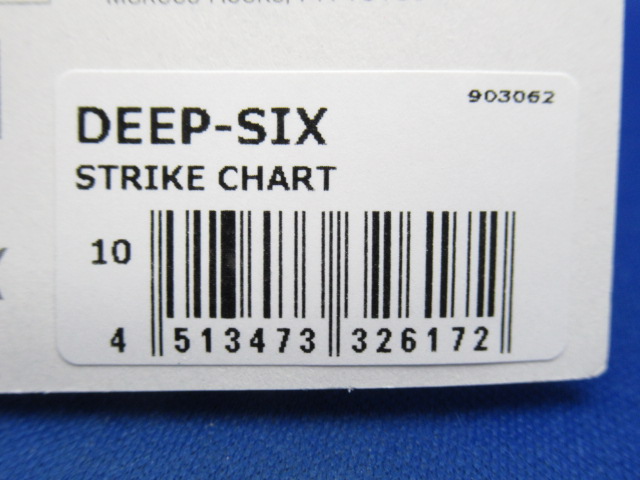 903062
DEEP-SIX
STRIKE CHART
10
4 513473 326172